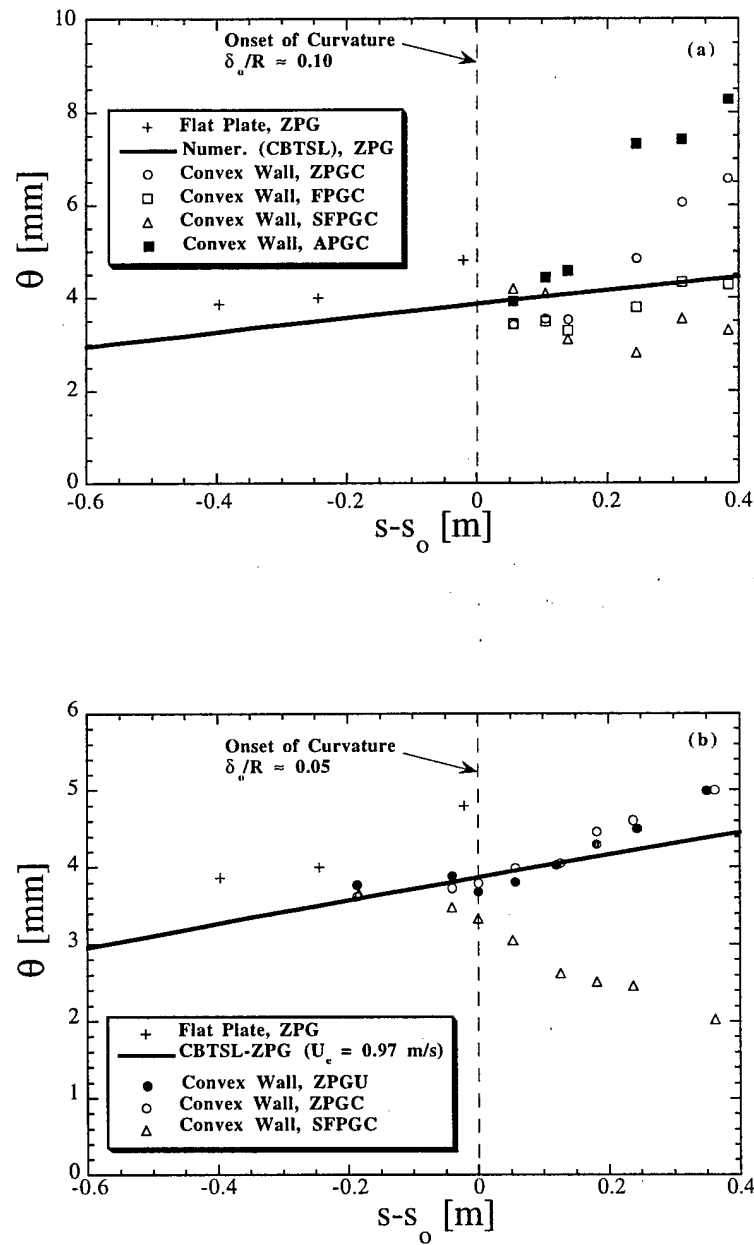 (a)
Onset of Curvature
δₒ/R ≈ 0.10
Flat Plate, ZPG
Numer. (CBTSL), ZPG
Convex Wall, ZPGC
Convex Wall, FPGC
Convex Wall, SFPGC
Convex Wall, APGC
θ [mm]
10
8
6
4
2
0
-0.6 -0.4 -0.2 0 0.2 0.4
s-sₒ [m]
(b)
Onset of Curvature
δₒ/R ≈ 0.05
θ [mm]
6
5
4
3
2
1
0
Flat Plate, ZPG
CBTSL-ZPG (Uₑ = 0.97 m/s)
Convex Wall, ZPGU
Convex Wall, ZPGC
Convex Wall, SFPGC
-0.6 -0.4 -0.2 0 0.2 0.4
s-sₒ [m]